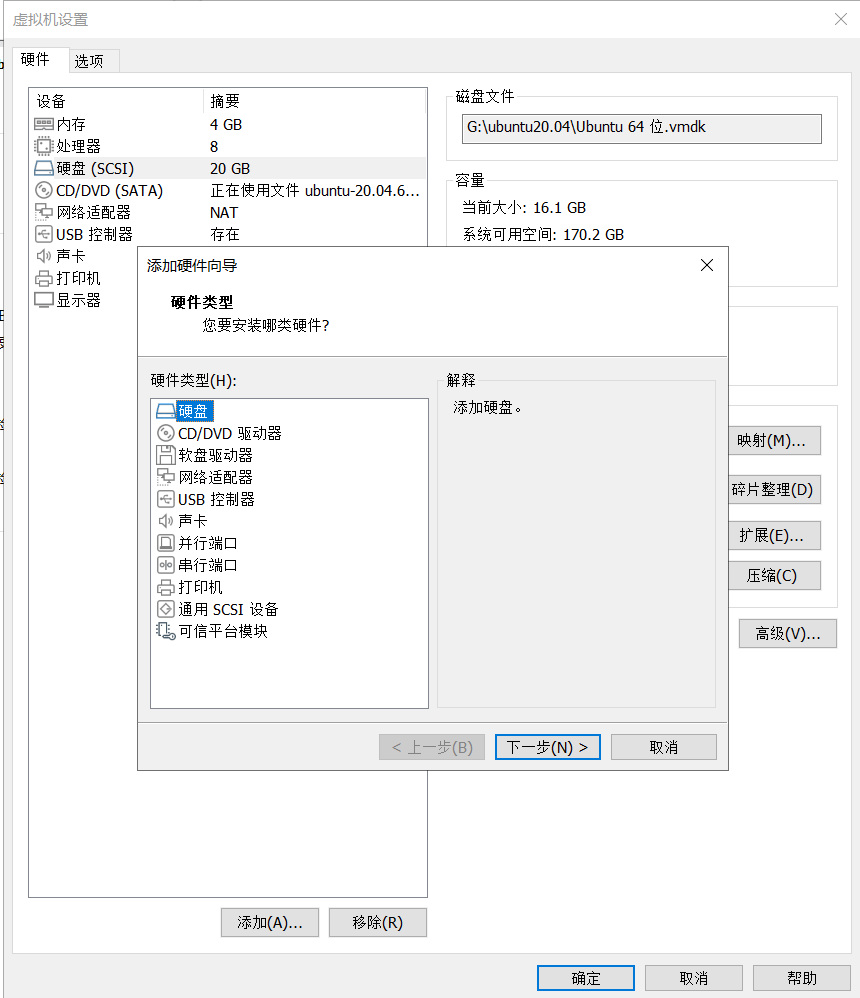 虚拟机设置
硬件
选项
设备 摘要
内存 4 GB
处理器 8
硬盘 (SCSI) 20 GB
CD/DVD (SATA) 正在使用文件 ubuntu-20.04.6...
网络适配器 NAT
USB 控制器 存在
声卡
打印机
显示器
磁盘文件
G:\ubuntu20.04\Ubuntu 64 位.vmdk
容量
当前大小: 16.1 GB
系统可用空间: 170.2 GB
添加硬件向导
硬件类型
您要安装哪类硬件?
硬件类型(H):
硬盘
CD/DVD 驱动器
软盘驱动器
网络适配器
USB 控制器
声卡
并行端口
串行端口
打印机
通用 SCSI 设备
可信平台模块
解释
添加硬盘。
< 上一步(B)
下一步(N) >
取消
映射(M)...
碎片整理(D)
扩展(E)...
压缩(C)
高级(V)...
添加(A)...
移除(R)
确定
取消
帮助